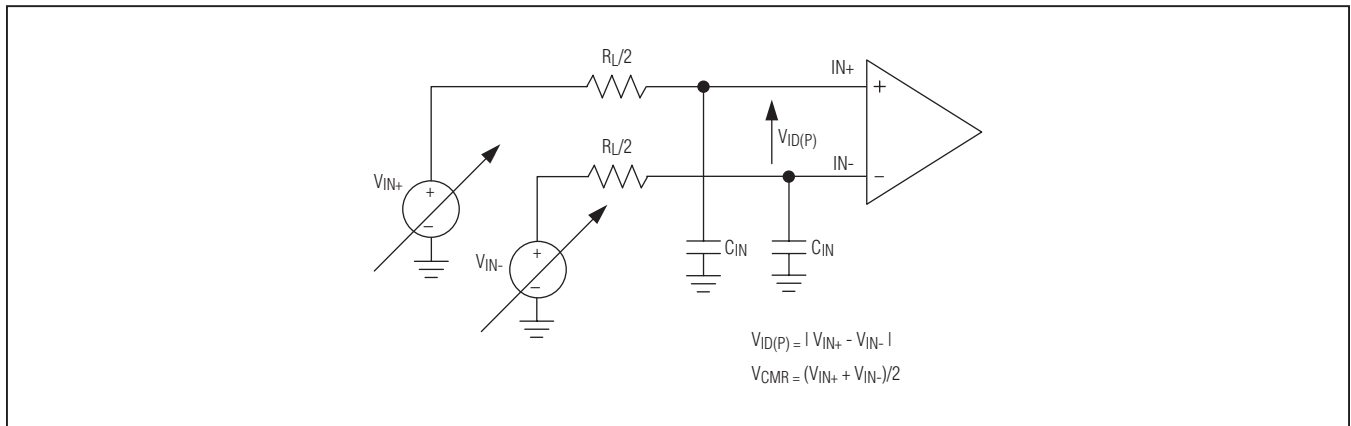 RL/2
IN+
+
VID(P)
RL/2
IN-
−
VIN+
+
−
VIN-
+
−
CIN
CIN
VID(P) = | VIN+ - VIN- |
VCMR = (VIN+ + VIN-)/2